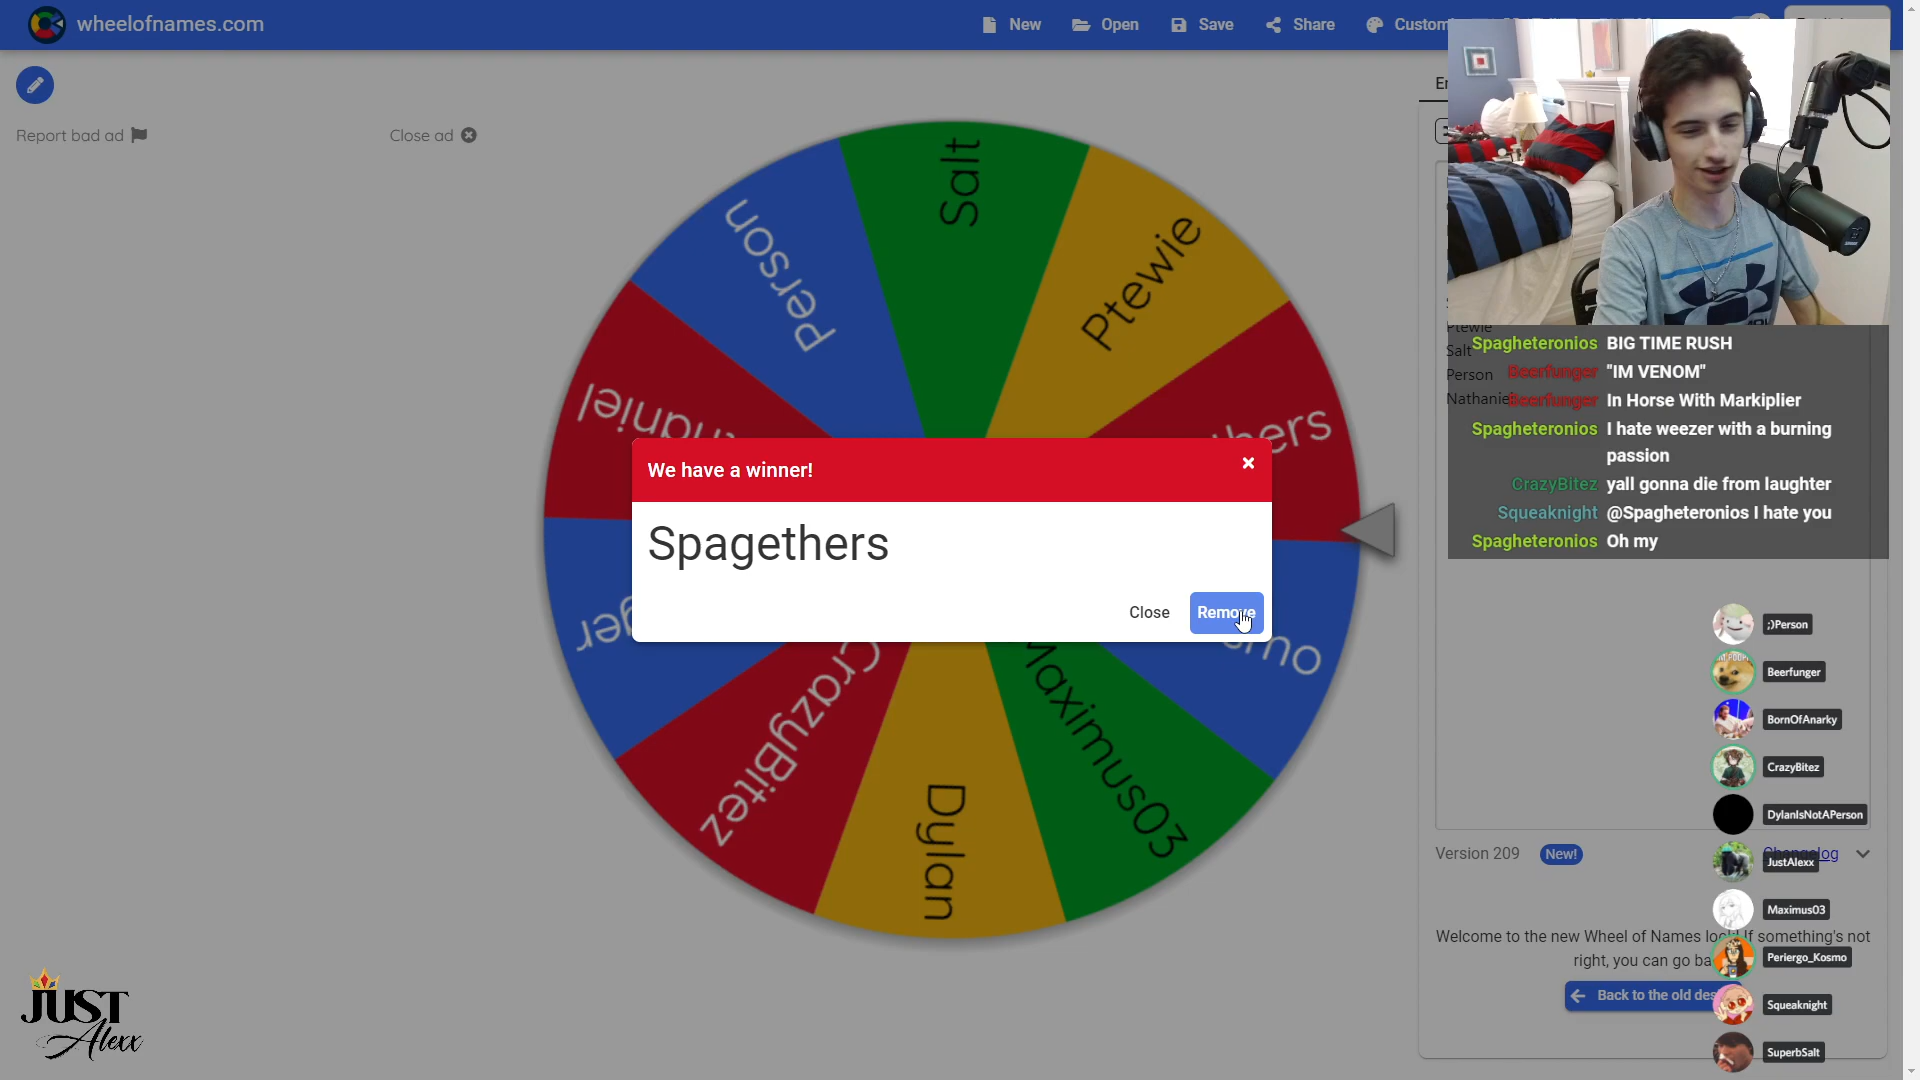 wheelofnames.com
New
Open
Save
Share
Report bad ad
Close ad
Salt
Ptewie
Person
Dylan
CrazyBitez
Maximus03
We have a winner!
Spagethers
Close
Remove
Ptewie
Salt
Person
Spagheteronios BIG TIME RUSH
Beerfunger "IM VENOM"
Beerfunger In Horse With Markiplier
Spagheteronios I hate weezer with a burning
passion
CrazyBitez yall gonna die from laughter
Squeaknight @Spagheteronios I hate you
Spagheteronios Oh my
;)Person
Beerfunger
BornOfAnarky
CrazyBitez
DylanIsNotAPerson
JustAlexx
Maximus03
Periergo_Kosmo
Squeaknight
SuperbSalt
Version 209
New!
Welcome to the new Wheel of Names look! If something's not
right, you can go
Back to the old
JUST
Alexx